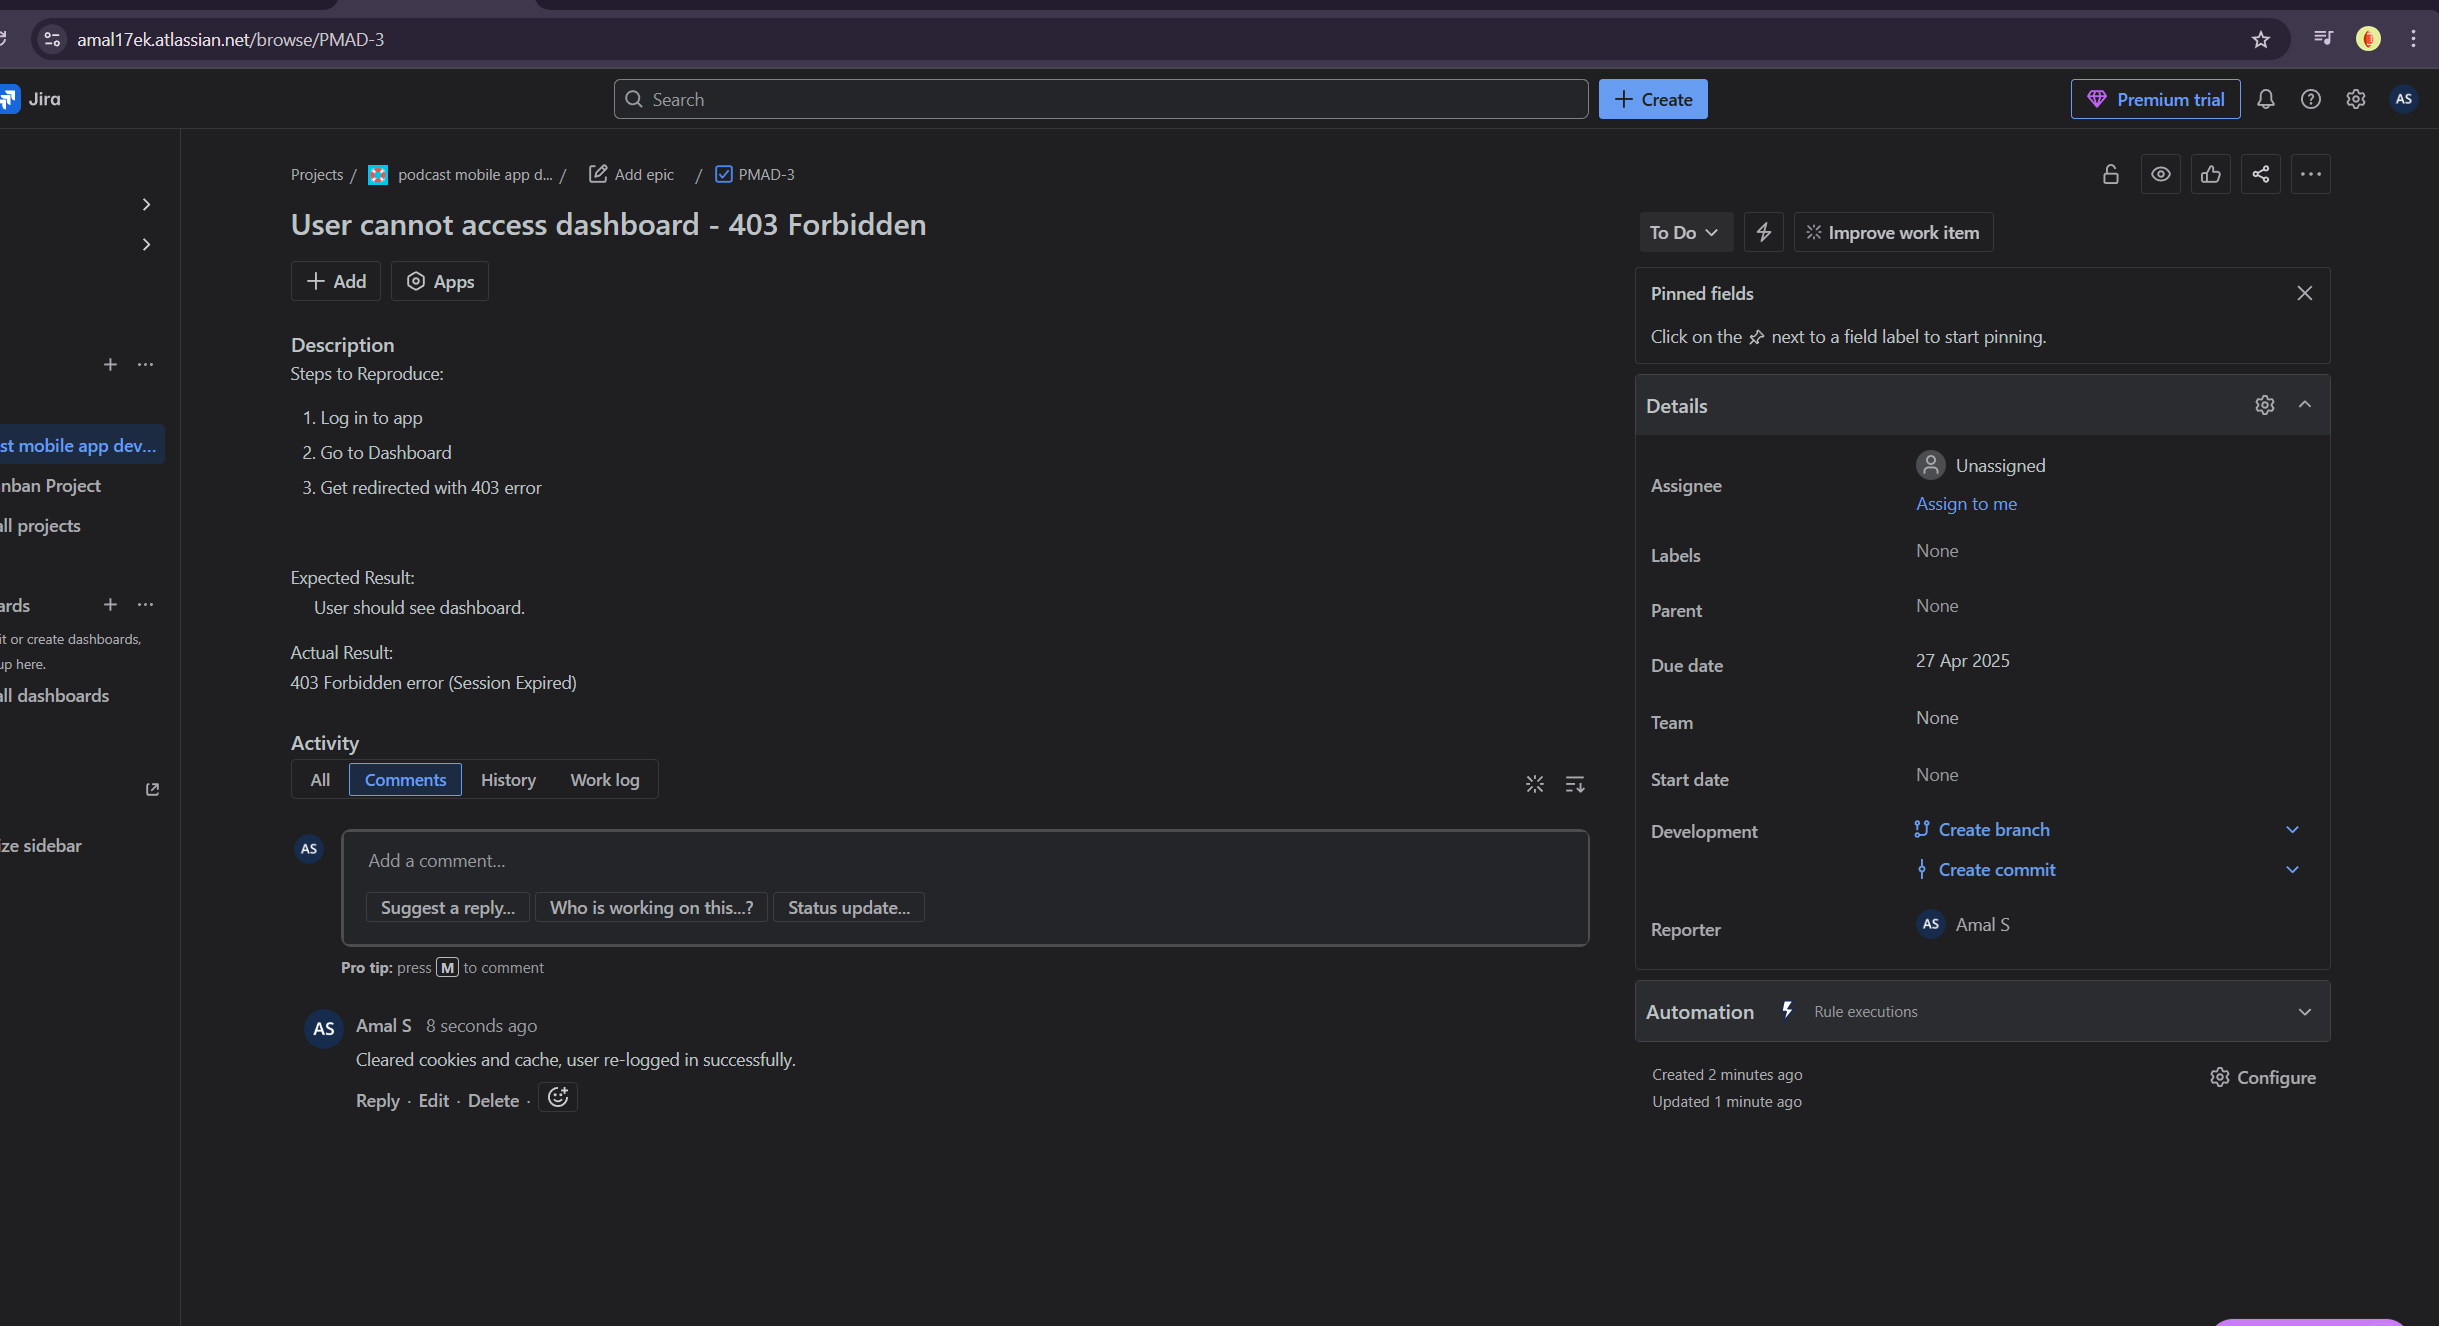 amal17ek.atlassian.net/browse/PMAD-3
Jira
Search
Create
Premium trial
AS
st mobile app dev...
nban Project
all projects
ards
it or create dashboards,
up here.
all dashboards
ize sidebar
Projects / podcast mobile app d... / Add epic / PMAD-3
User cannot access dashboard - 403 Forbidden
Add
Apps
Description
Steps to Reproduce:
1. Log in to app
2. Go to Dashboard
3. Get redirected with 403 error
Expected Result:
User should see dashboard.
Actual Result:
403 Forbidden error (Session Expired)
Activity
All Comments History Work log
AS
Add a comment...
Suggest a reply... Who is working on this...? Status update...
Pro tip: press M to comment
AS
Amal S 8 seconds ago
Cleared cookies and cache, user re-logged in successfully.
Reply · Edit · Delete ·
To Do
Improve work item
Pinned fields
Click on the next to a field label to start pinning.
Details
Assignee
Unassigned
Assign to me
Labels
None
Parent
None
Due date
27 Apr 2025
Team
None
Start date
None
Development
Create branch
Create commit
Reporter
AS Amal S
Automation Rule executions
Created 2 minutes ago
Updated 1 minute ago
Configure